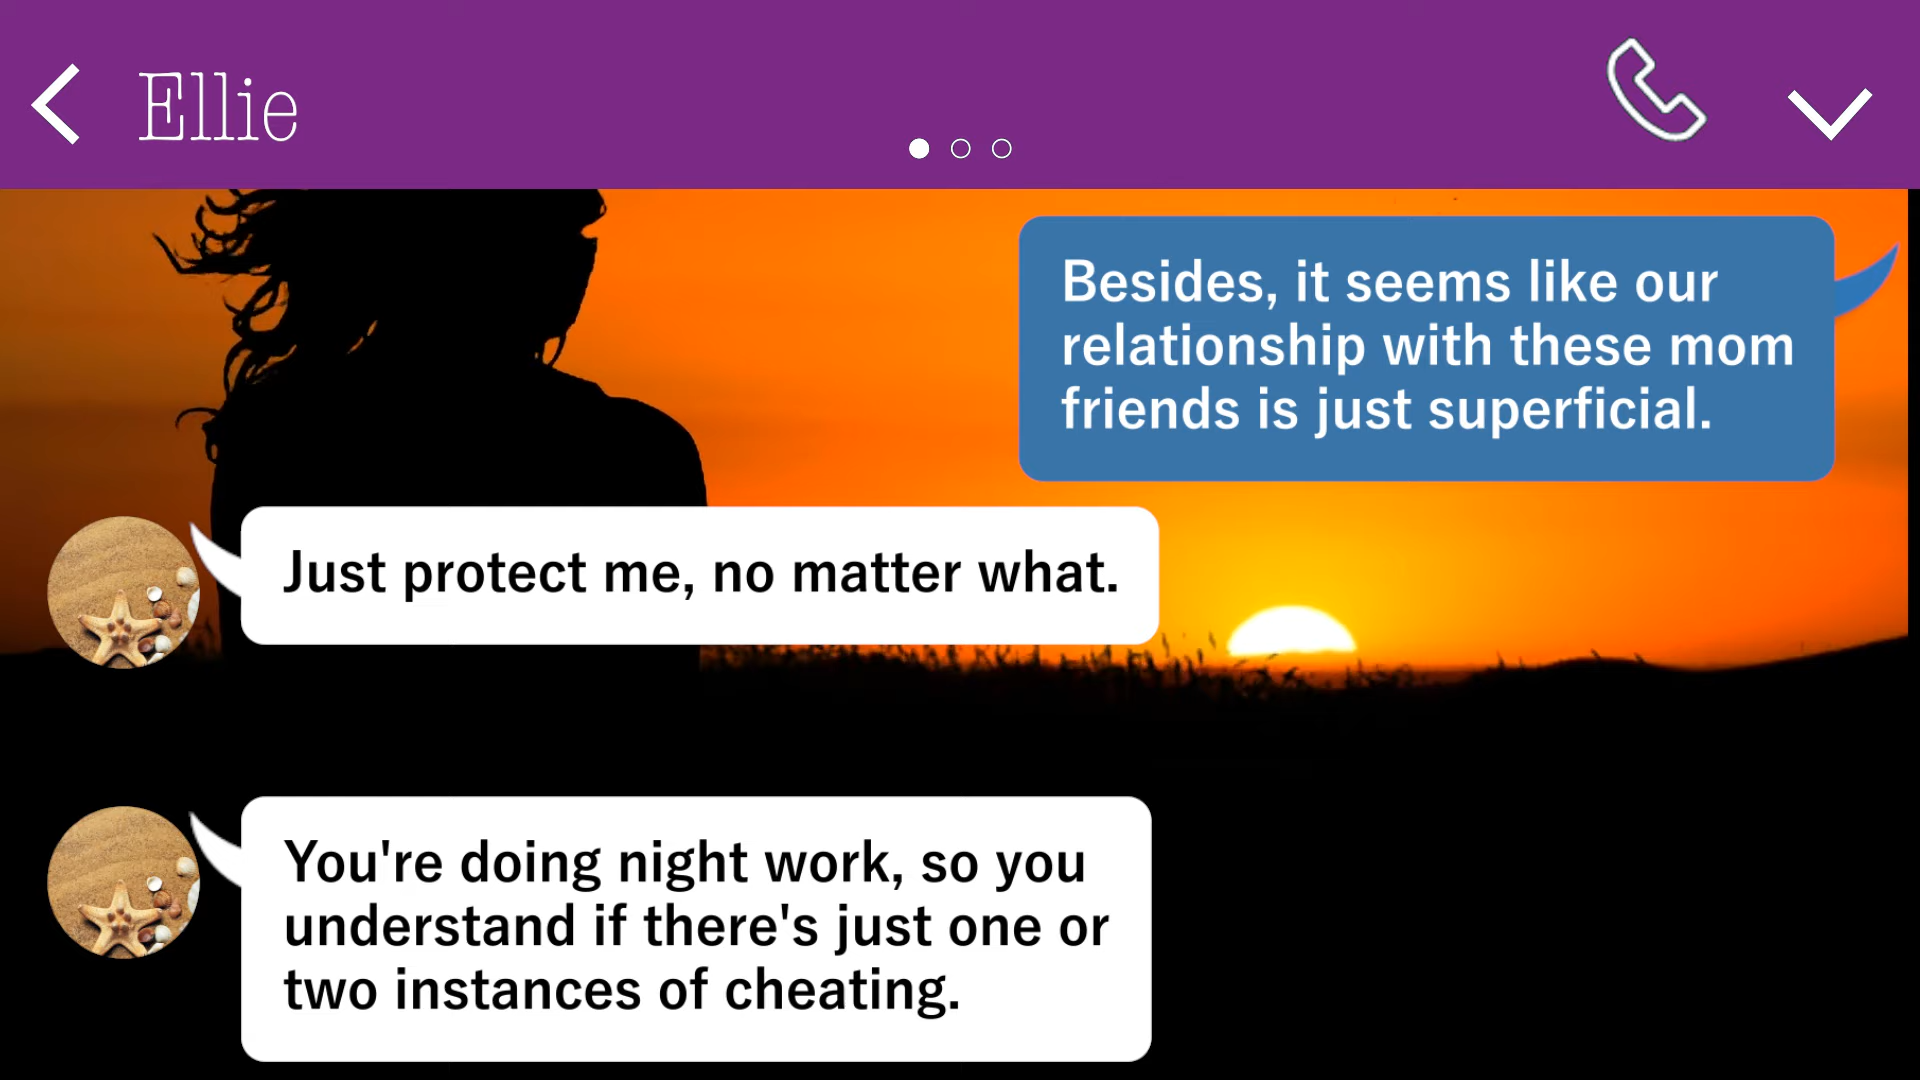 Ellie
Besides, it seems like our
relationship with these mom
friends is just superficial.
Just protect me, no matter what.
You're doing night work, so you
understand if there's just one or
two instances of cheating.